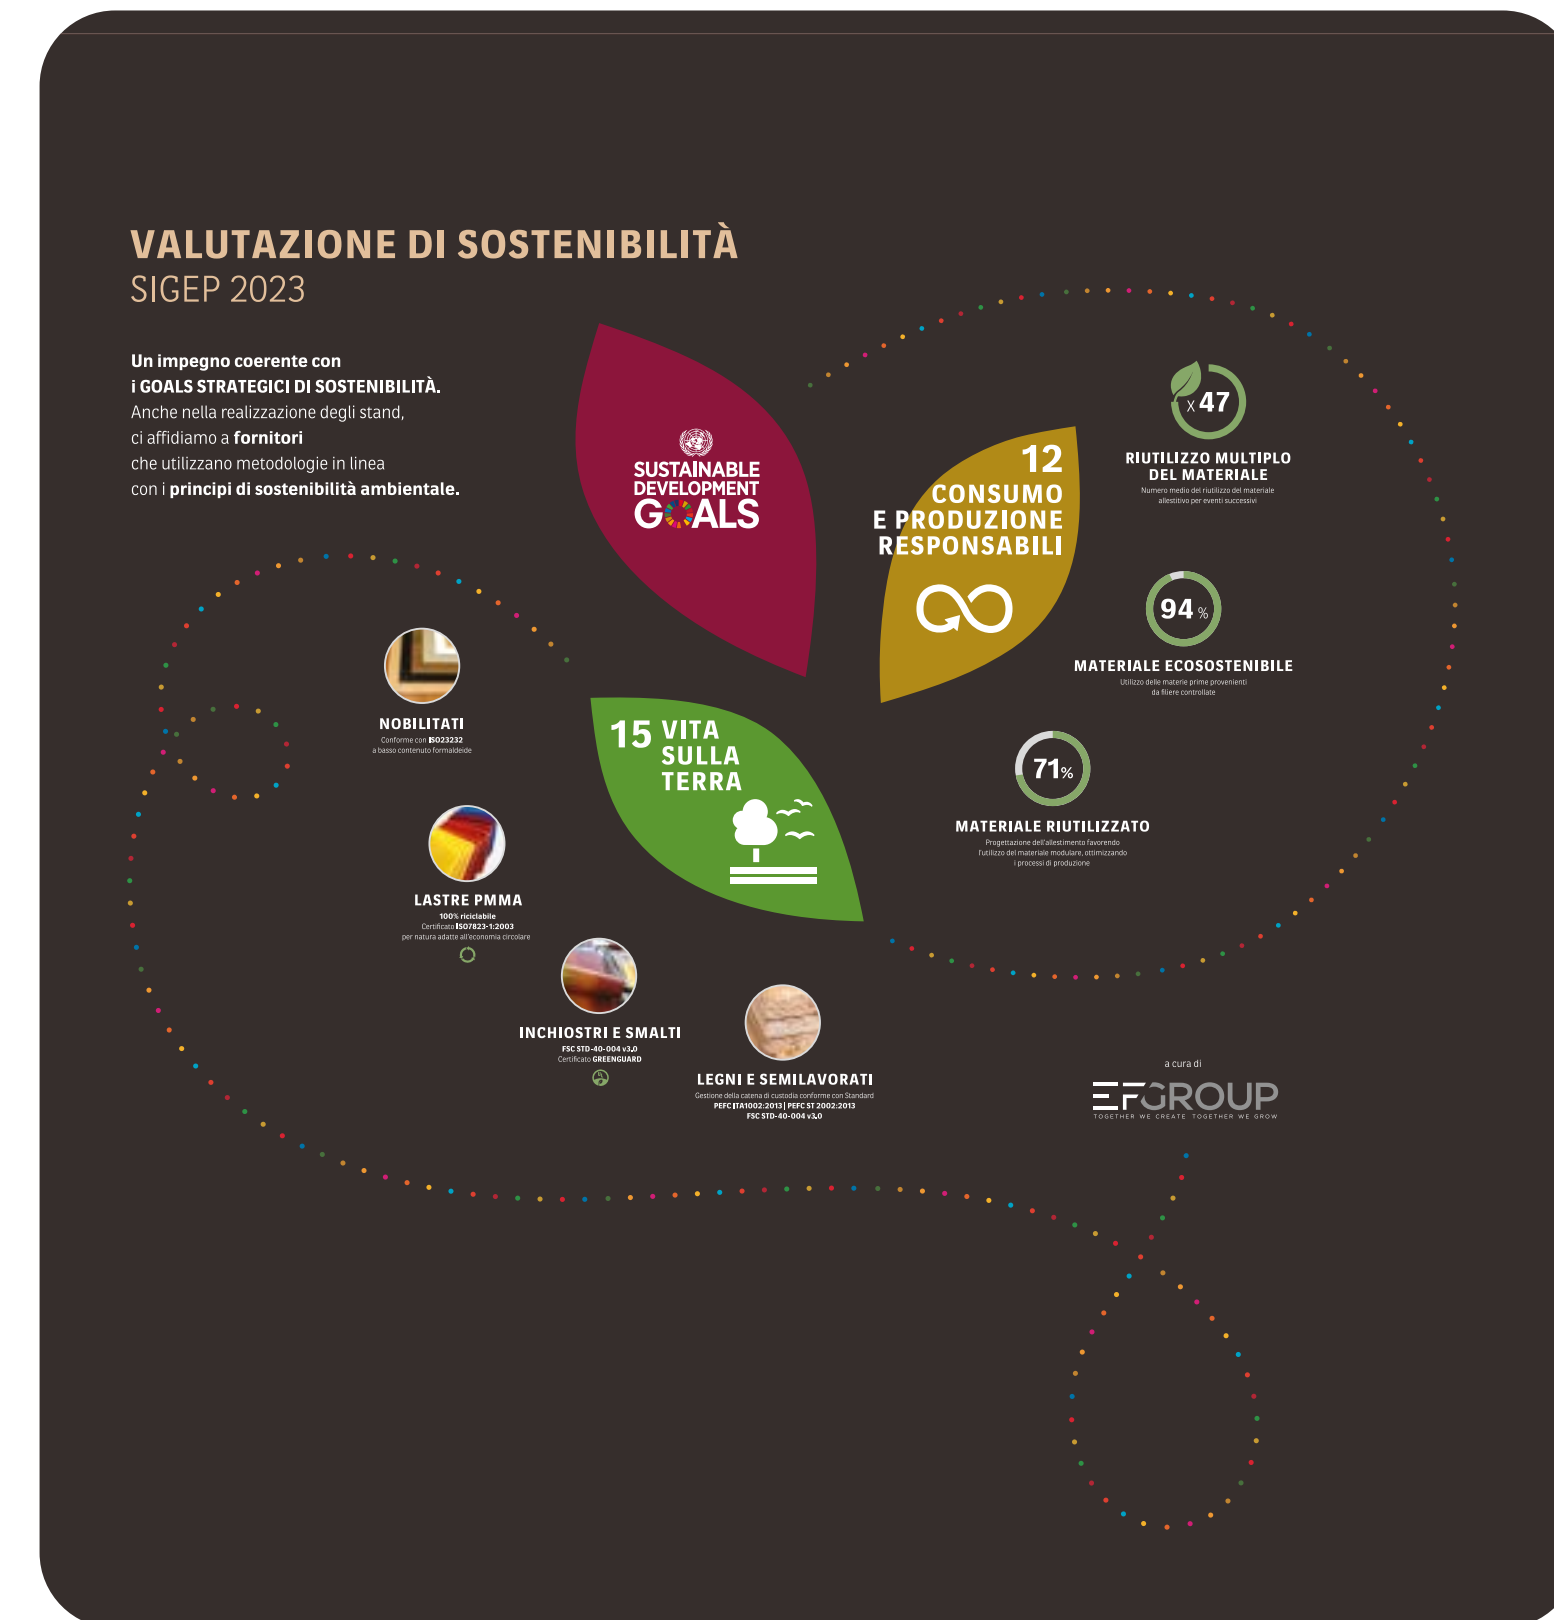 VALUTAZIONE DI SOSTENIBILITÀ
SIGEP 2023
Un impegno coerente con
i GOALS STRATEGICI DI SOSTENIBILITÀ.
Anche nella realizzazione degli stand,
ci affidiamo a fornitori
che utilizzano metodologie in linea
con i principi di sostenibilità ambientale.
SUSTAINABLE
DEVELOPMENT
GOALS
12
CONSUMO
E PRODUZIONE
RESPONSABILI
X 47
RIUTILIZZO MULTIPLO
DEL MATERIALE
Numero medio del riutilizzo del materiale
allestitivo per eventi successivi
94 %
MATERIALE ECOSOSTENIBILE
Utilizzo delle materie prime provenienti
da filiere controllate
71%
MATERIALE RIUTILIZZATO
Progettazione dell'allestimento favorendo
l'utilizzo del materiale modulare, ottimizzando
i processi di produzione
15 VITA
SULLA
TERRA
NOBILITATI
Conforme con ISO23232
a basso contenuto formaldeide
LASTRE PMMA
100% riciclabile
Certificato ISO7823-1:2003
per natura adatte all'economia circolare
INCHIOSTRI E SMALTI
FSC STD-40-004 v3.0
Certificato GREENGUARD
LEGNI E SEMILAVORATI
Gestione della catena di custodia conforme con Standard
PEFC ITA1002:2013 | PEFC ST 2002:2013
FSC STD-40-004 v3.0
a cura di
EFGROUP
TOGETHER WE CREATE TOGETHER WE GROW